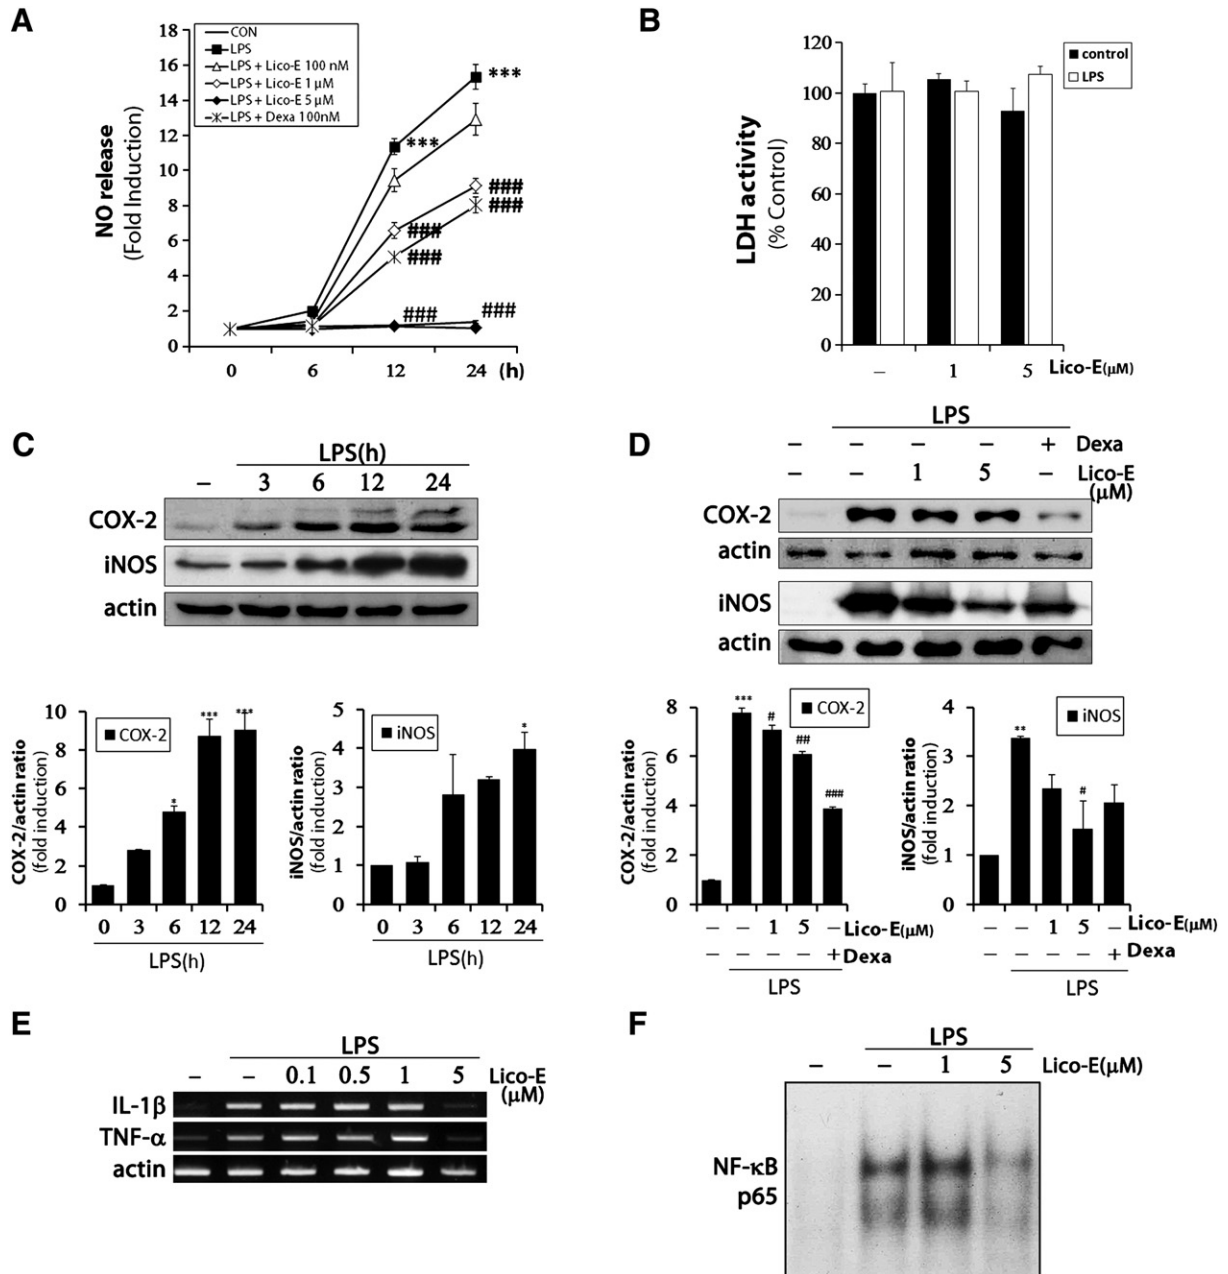 A
18
16
14
12
10
8
6
4
2
0
NO release
(Fold Induction)
CON
LPS
LPS + Lico-E 100 nM
LPS + Lico-E 1 μM
LPS + Lico-E 5 μM
LPS + Dexa 100nM
***
***
###
###
###
###
###
###
0 6 12 24 (h)
B
120
100
80
60
40
20
0
LDH activity
(% Control)
control
LPS
– 1 5 Lico-E(μM)
C
LPS(h)
– 3 6 12 24
COX-2
iNOS
actin
10
8
6
4
2
0
COX-2/actin ratio
(fold induction)
COX-2
*
***
***
0 3 6 12 24
LPS(h)
5
4
3
2
1
0
iNOS/actin ratio
(fold induction)
iNOS
*
0 3 6 12 24
LPS(h)
D
LPS
– – – – + Dexa
– – 1 5 – Lico-E
(μM)
COX-2
actin
iNOS
actin
8
6
4
2
0
COX-2/actin ratio
(fold induction)
COX-2
***
#
##
###
– – 1 5 – Lico-E(μM)
– – – – + Dexa
LPS
4
3
2
1
0
iNOS/actin ratio
(fold induction)
iNOS
**
#
– – 1 5 – Lico-E(μM)
– – – – + Dexa
LPS
E
LPS
– – 0.1 0.5 1 5 Lico-E
(μM)
IL-1β
TNF-α
actin
F
LPS
– – 1 5 Lico-E(μM)
NF-κB
p65